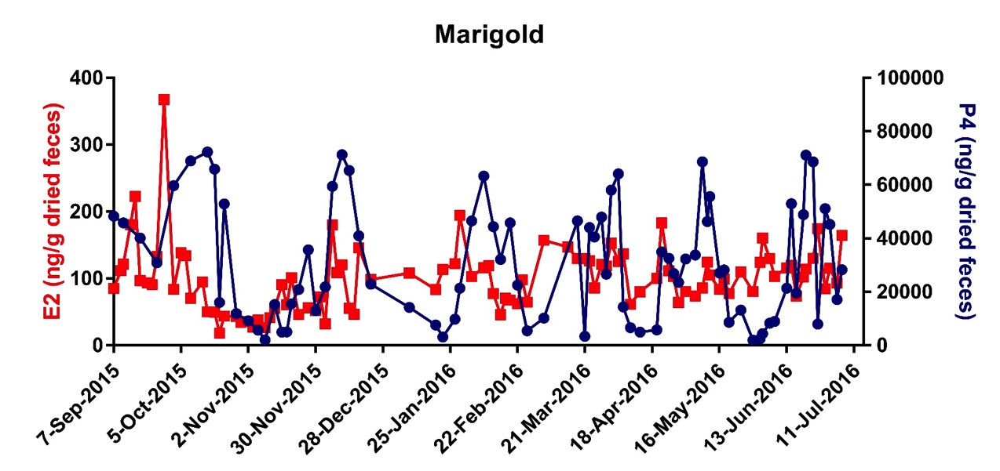 Marigold
E2 (ng/g dried feces)
400
300
200
100
0
100000
80000
60000
40000
20000
0
P4 (ng/g dried feces)
7-Sep-2015
5-Oct-2015
2-Nov-2015
30-Nov-2015
28-Dec-2015
25-Jan-2016
22-Feb-2016
21-Mar-2016
18-Apr-2016
16-May-2016
13-Jun-2016
11-Jul-2016